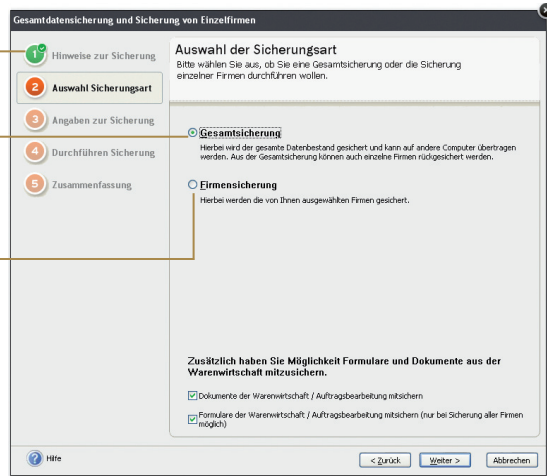 Gesamtdatensicherung und Sicherung von Einzelfirmen
1 Hinweise zur Sicherung
2 Auswahl Sicherungsart
3 Angaben zur Sicherung
4 Durchführen Sicherung
5 Zusammenfassung
Auswahl der Sicherungsart
Bitte wählen Sie aus, ob Sie eine Gesamtsicherung oder die Sicherung
einzelner Firmen durchführen wollen.
Gesamtsicherung
Hierbei wird der gesamte Datenbestand gesichert und kann auf andere Computer übertragen
werden. Aus der Gesamtsicherung können auch einzelne Firmen rückgesichert werden.
Firmensicherung
Hierbei werden die von Ihnen ausgewählten Firmen gesichert.
Zusätzlich haben Sie Möglichkeit Formulare und Dokumente aus der
Warenwirtschaft mitzusichern.
Dokumente der Warenwirtschaft / Auftragsbearbeitung mitsichern
Formulare der Warenwirtschaft / Auftragsbearbeitung mitsichern (nur bei Sicherung aller Firmen
möglich)
? Hilfe
< Zurück
Weiter >
Abbrechen